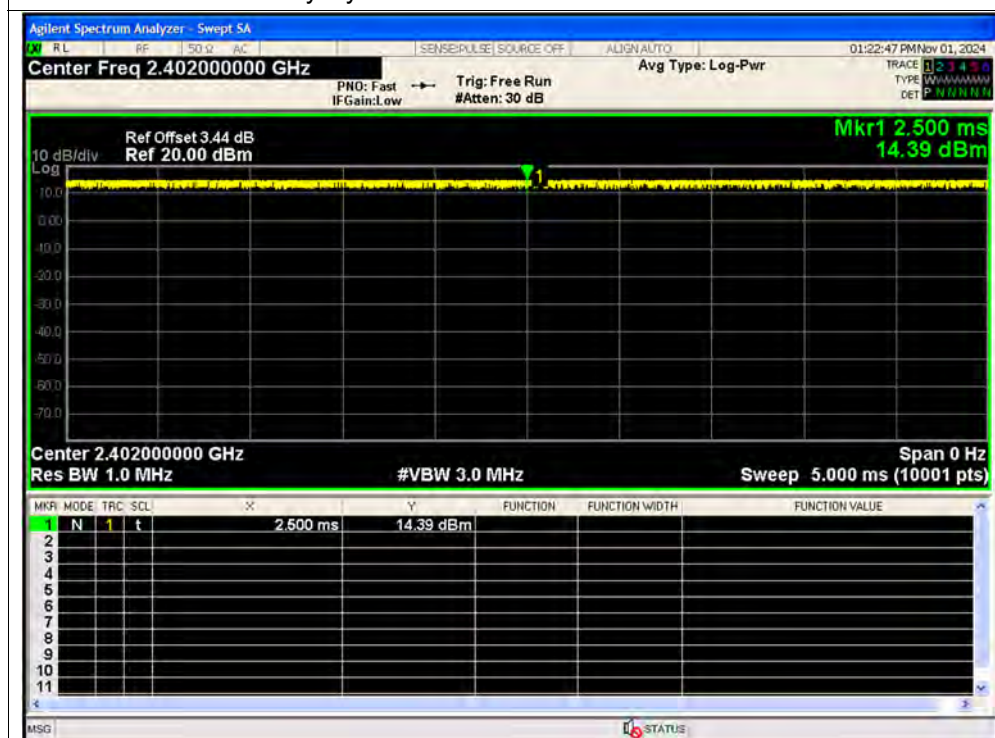 Agilent Spectrum Analyzer - Swept SA
RL RF 50 Ω AC SENSE:PULSE SOURCE OFF ALIGN AUTO 01:22:47 PM Nov 01, 2024
Center Freq 2.402000000 GHz
PNO: Fast
IFGain:Low
Trig: Free Run
#Atten: 30 dB
Avg Type: Log-Pwr
TRACE 1 2 3 4 5 6
TYPE WWWWWW
DET P N N N N N
Ref Offset 3.44 dB
10 dB/div Ref 20.00 dBm
Log
Mkr1 2.500 ms
14.39 dBm
1
10.0
0.00
-10.0
-20.0
-30.0
-40.0
-50.0
-60.0
-70.0
Center 2.402000000 GHz Span 0 Hz
Res BW 1.0 MHz #VBW 3.0 MHz Sweep 5.000 ms (10001 pts)
MKR MODE TRC SCL X Y FUNCTION FUNCTION WIDTH FUNCTION VALUE
1 N 1 t 2.500 ms 14.39 dBm
2
3
4
5
6
7
8
9
10
11
MSG STATUS